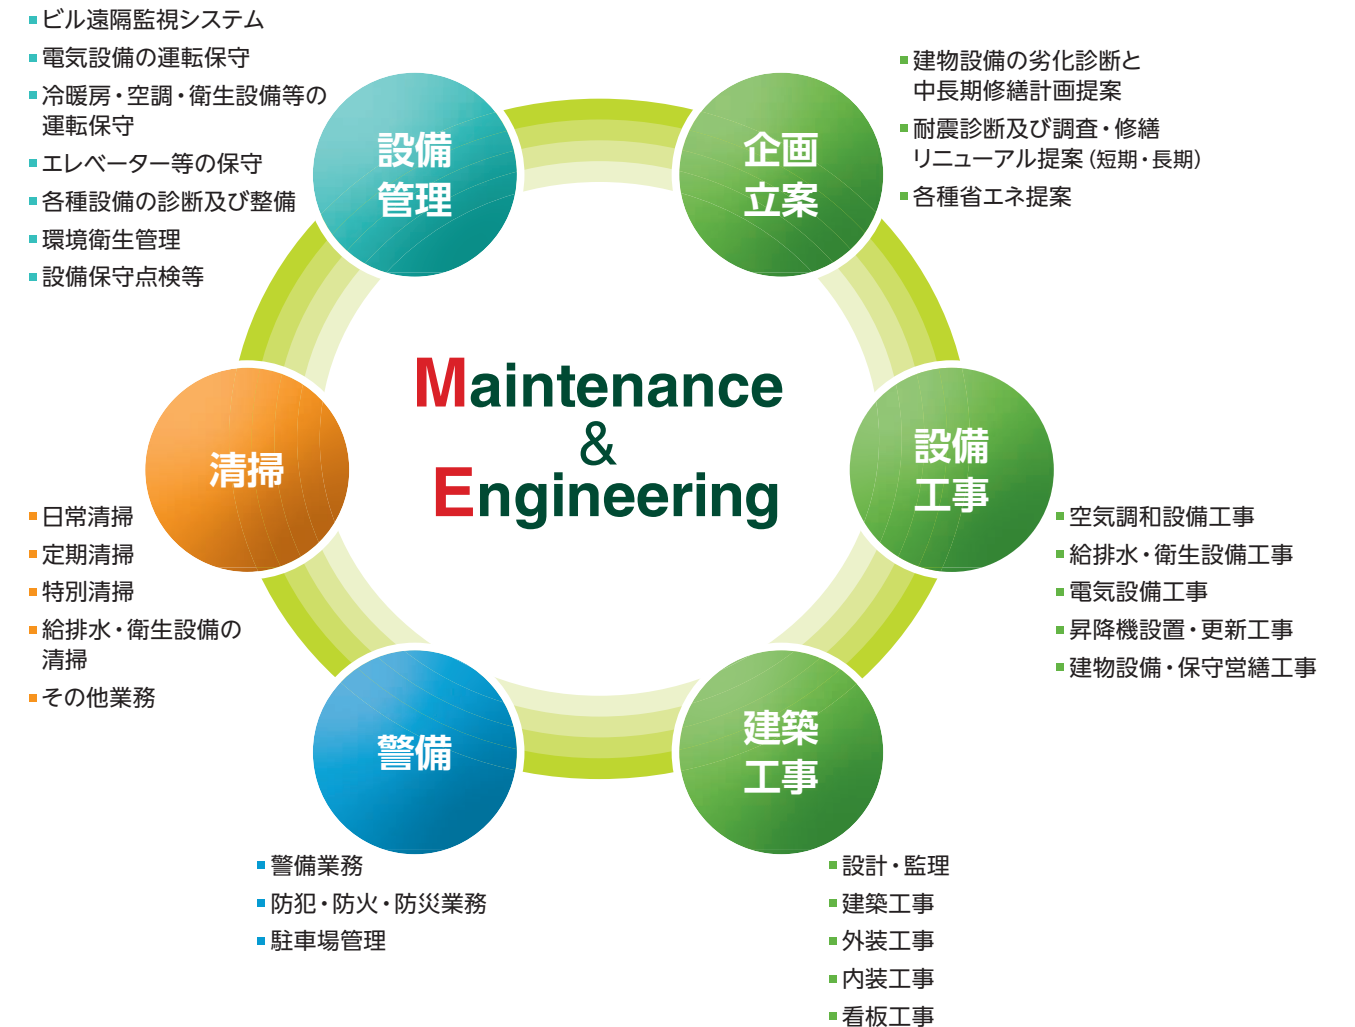 ビル遠隔監視システム
電気設備の運転保守
冷暖房・空調・衛生設備等の
運転保守
エレベーター等の保守
各種設備の診断及び整備
環境衛生管理
設備保守点検等
設備
管理
企画
立案
建物設備の劣化診断と
中長期修繕計画提案
耐震診断及び調査・修繕
リニューアル提案（短期・長期）
各種省エネ提案
Maintenance
&
Engineering
清掃
日常清掃
定期清掃
特別清掃
給排水・衛生設備の
清掃
その他業務
設備
工事
空気調和設備工事
給排水・衛生設備工事
電気設備工事
昇降機設置・更新工事
建物設備・保守営繕工事
警備
警備業務
防犯・防火・防災業務
駐車場管理
建築
工事
設計・監理
建築工事
外装工事
内装工事
看板工事